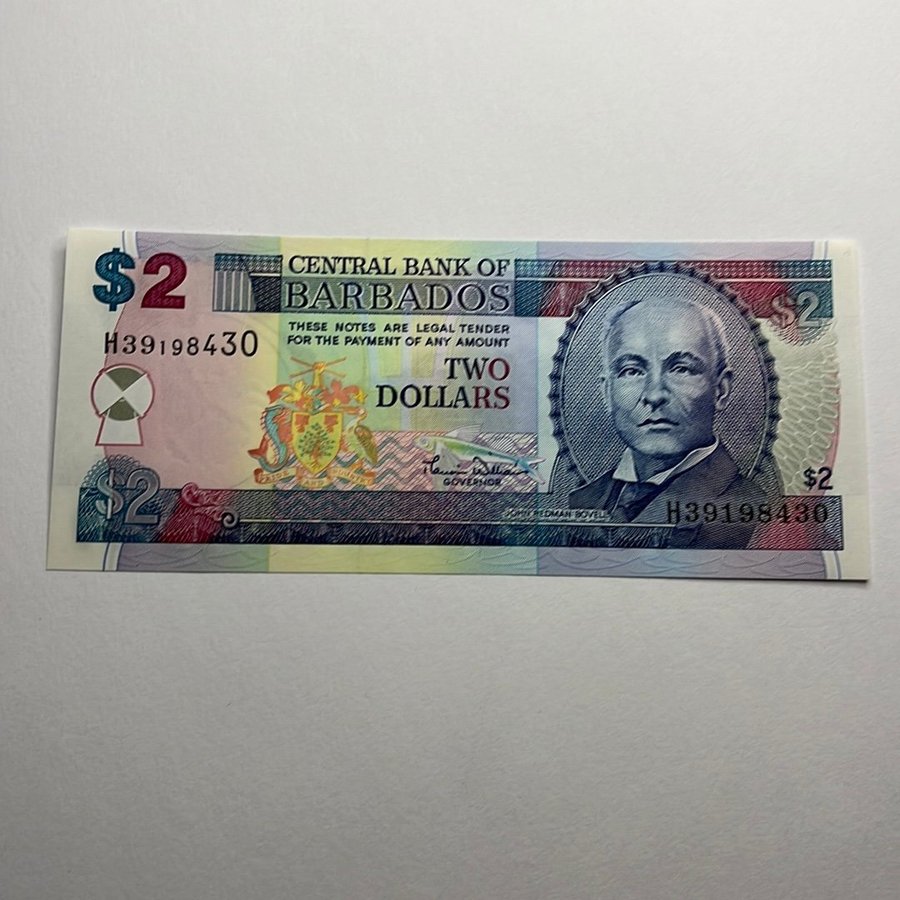 $2
CENTRAL BANK OF
BARBADOS
$2
H39198430
THESE NOTES ARE LEGAL TENDER
FOR THE PAYMENT OF ANY AMOUNT
TWO
DOLLARS
GOVERNOR
$2
$2
JOHN REDMAN BOVELL
H39198430